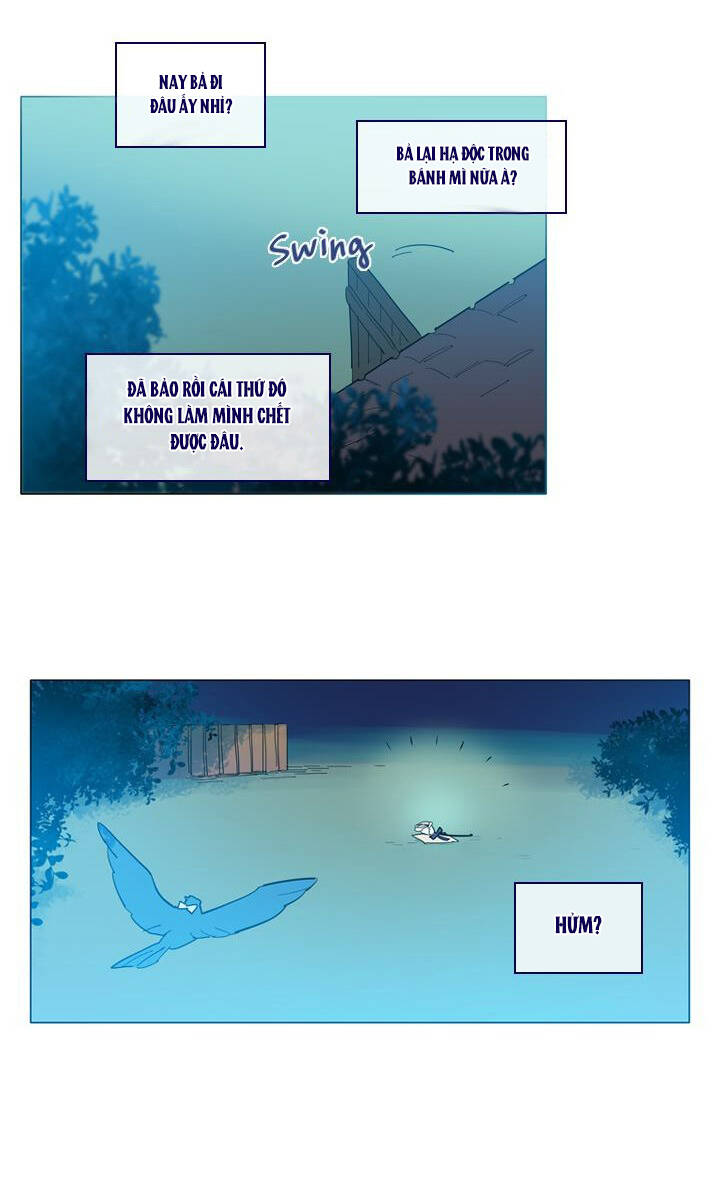 NAY BẢ ĐI
ĐÂU ẤY NHỈ?
BẢ LẠI HẠ ĐỘC TRONG
BÁNH MÌ NỮA À?
Swing
ĐÃ BẢO RỒI CÁI THỨ ĐÓ
KHÔNG LÀM MÌNH CHẾT
ĐƯỢC ĐÂU.
HỬM?